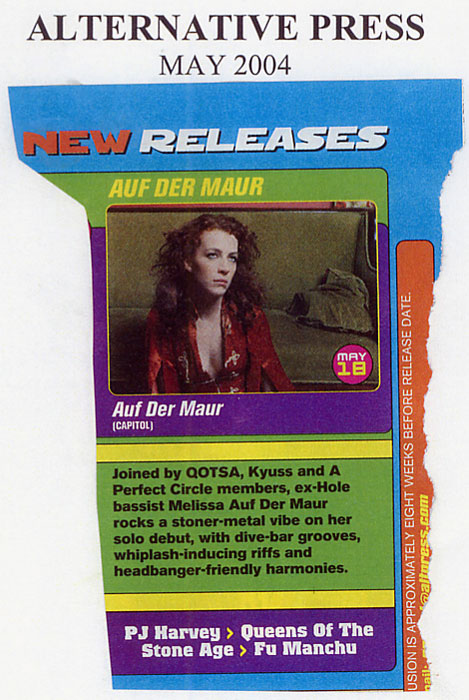 ALTERNATIVE PRESS
MAY 2004
NEW RELEASES
AUF DER MAUR
MAY
18
Auf Der Maur
(CAPITOL)
Joined by QOTSA, Kyuss and A
Perfect Circle members, ex-Hole
bassist Melissa Auf Der Maur
rocks a stoner-metal vibe on her
solo debut, with dive-bar grooves,
whiplash-inducing riffs and
headbanger-friendly harmonies.
PJ Harvey > Queens Of The
Stone Age > Fu Manchu
USION IS APPROXIMATELY EIGHT WEEKS BEFORE RELEASE DATE.
@altpress.com